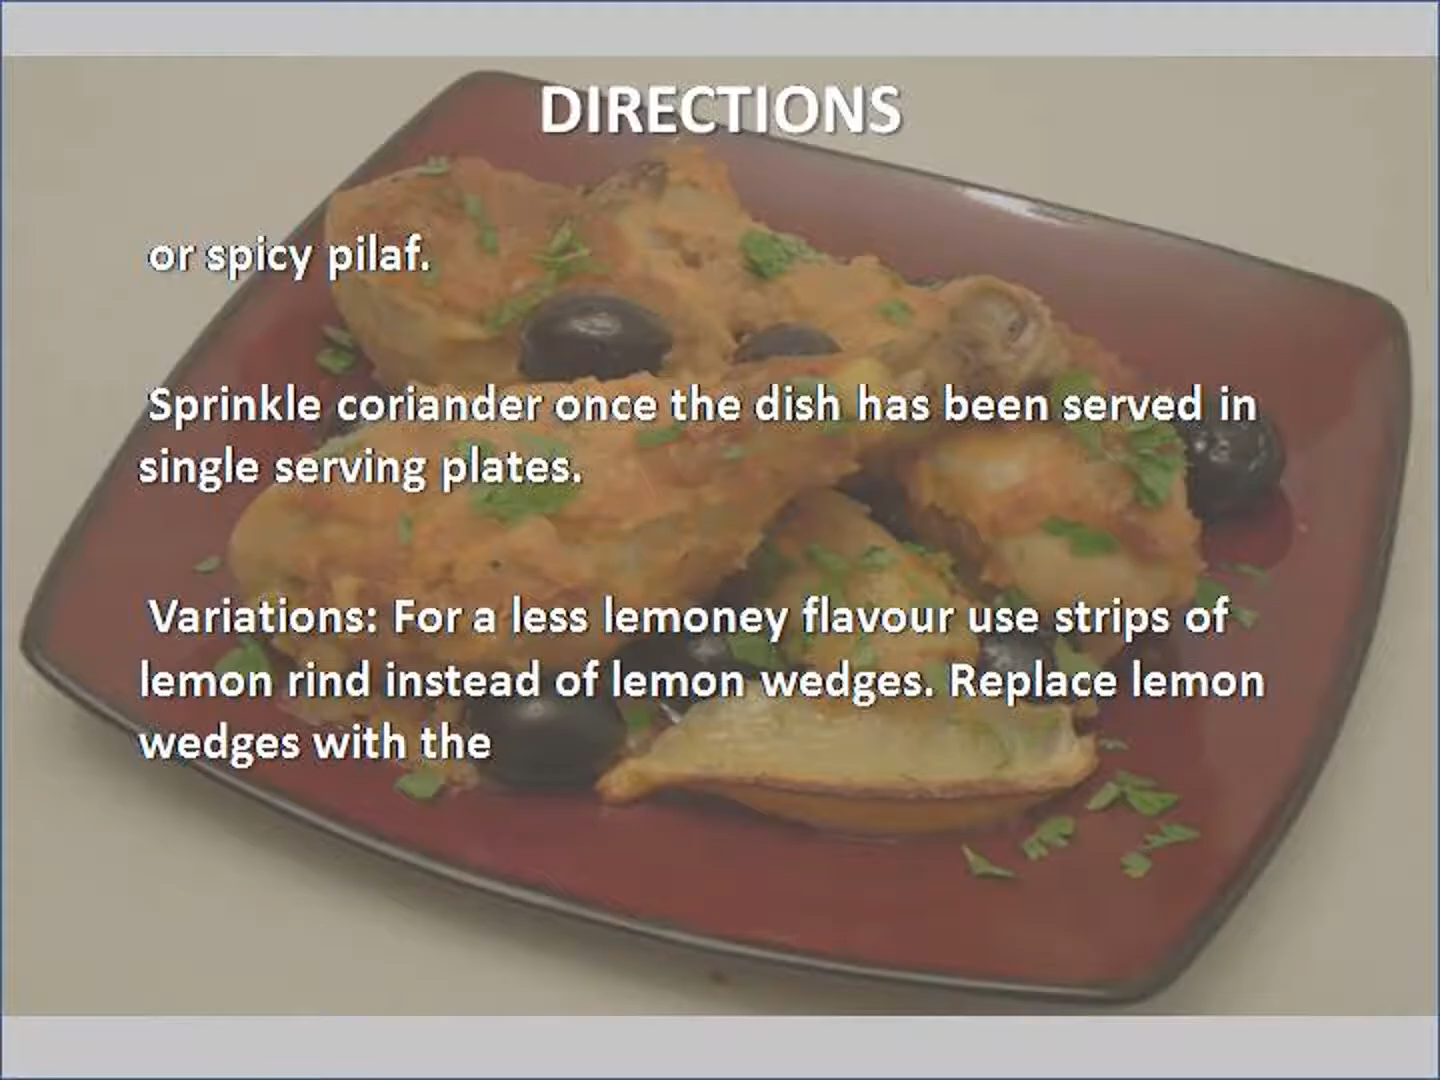 DIRECTIONS
or spicy pilaf.
Sprinkle coriander once the dish has been served in
single serving plates.
Variations: For a less lemoney flavour use strips of
lemon rind instead of lemon wedges. Replace lemon
wedges with the